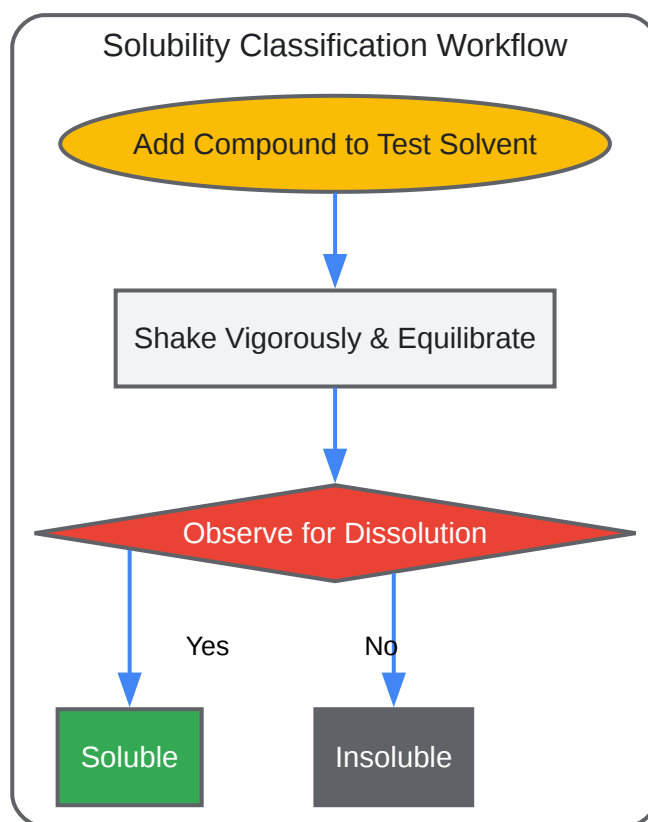 Solubility Classification Workflow
Add Compound to Test Solvent
Shake Vigorously & Equilibrate
Observe for Dissolution
Yes
No
Soluble
Insoluble